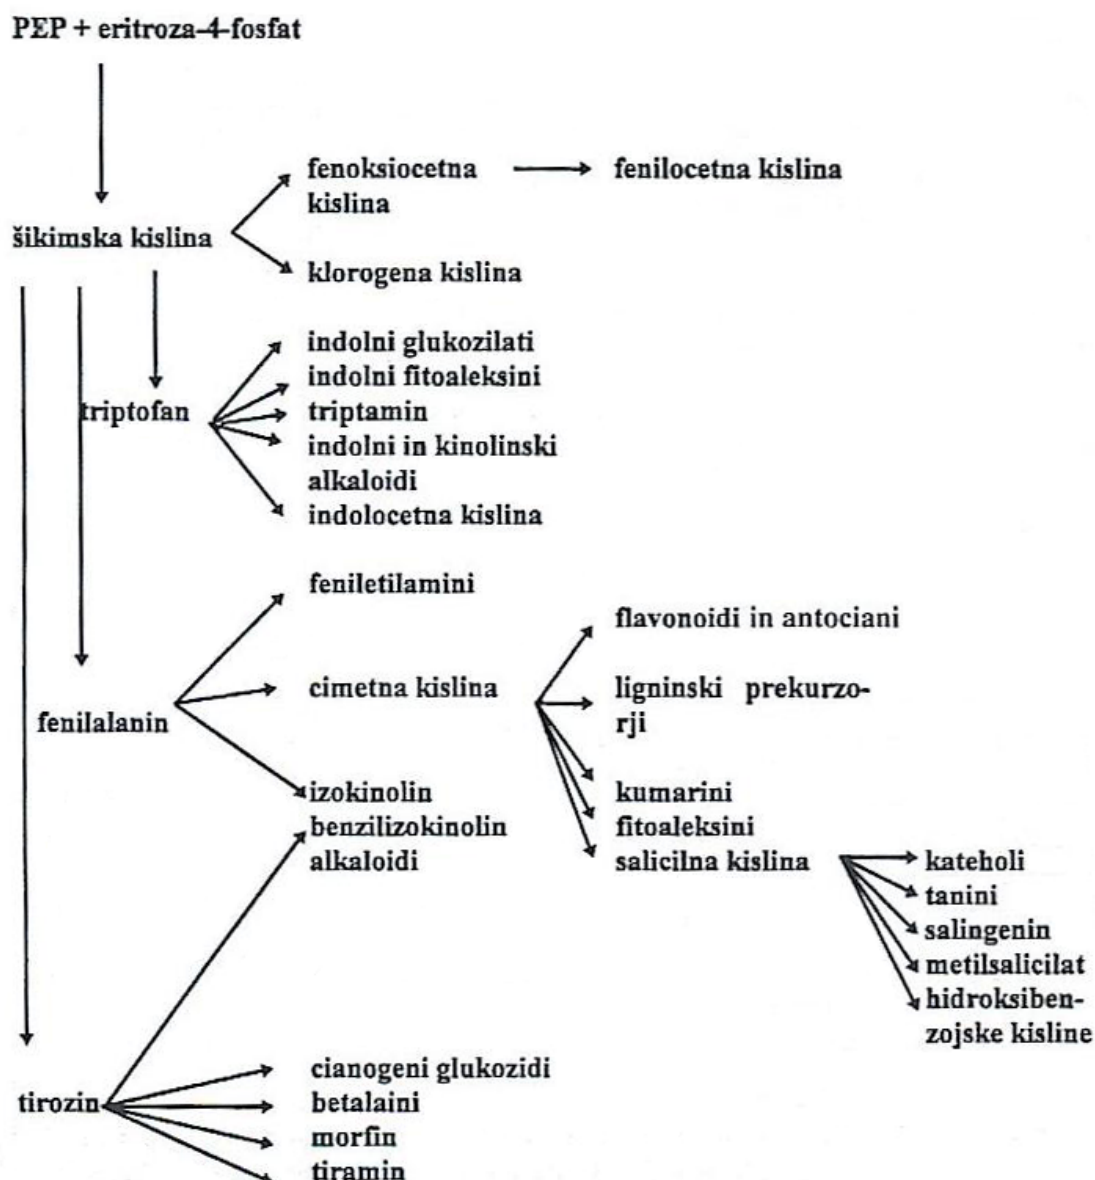 PEP + eritroza-4-fosfat
fenoksiocetna
kislina
fenilocetna kislina
šikimska kislina
klorogena kislina
indolni glukozilati
indolni fitoaleksini
triptofan
triptamin
indolni in kinolinski
alkaloidi
indolocetna kislina
feniletilamini
flavonoidi in antociani
cimetna kislina
ligninski prekurzo-
rji
fenilalanin
izokinolin
benzilizokinolin
alkaloidi
kumarini
fitoaleksini
salicilna kislina
kateholi
tanini
salingenin
metilsalicilat
hidroksiben-
zojske kisline
tirozin
cianogeni glukozidi
betalaini
morfin
tiramin